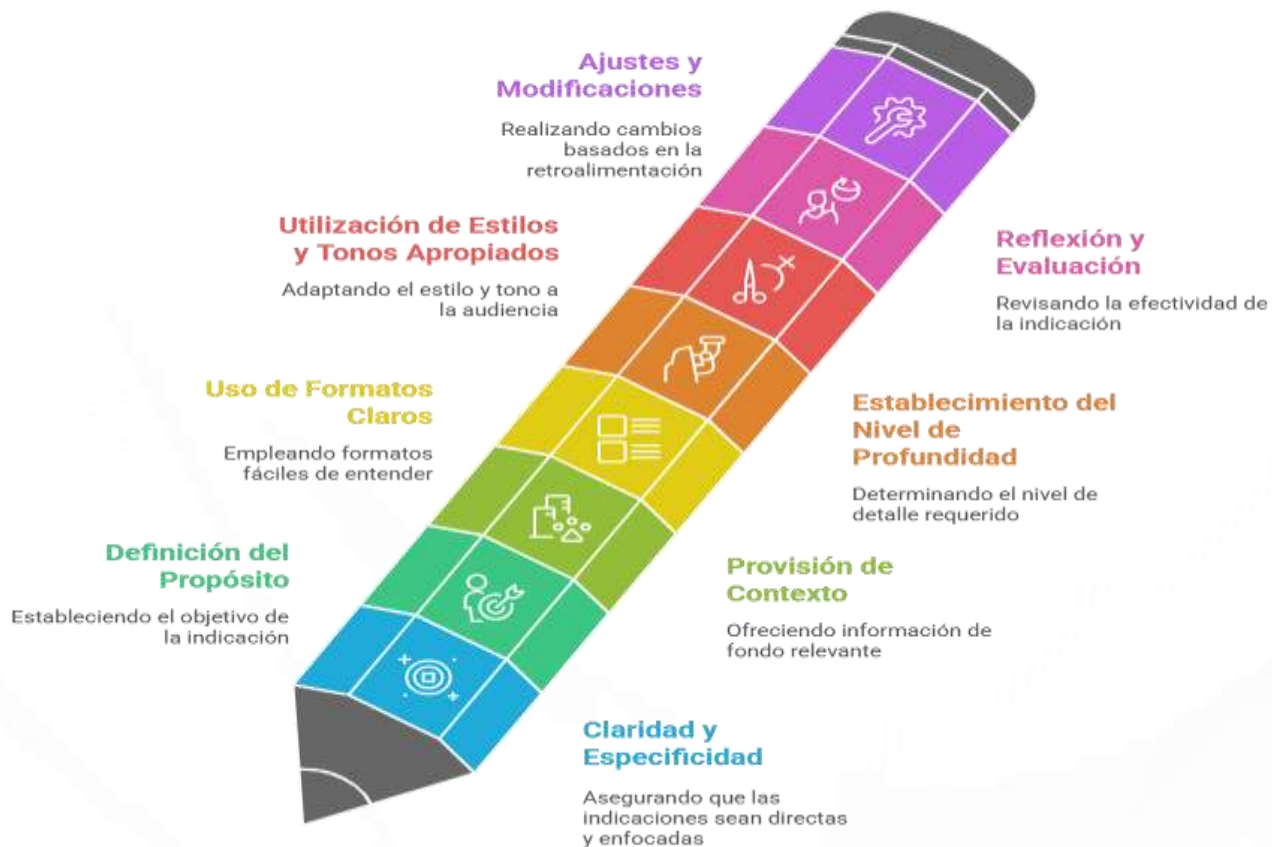 Ajustes y
Modificaciones
Realizando cambios
basados en la
retroalimentación
Utilización de Estilos
y Tonos Apropiados
Adaptando el estilo y tono a
la audiencia
Reflexión y
Evaluación
Revisando la efectividad de
la indicación
Uso de Formatos
Claros
Empleando formatos
fáciles de entender
Establecimiento del
Nivel de
Profundidad
Determinando el nivel de
detalle requerido
Definición del
Propósito
Estableciendo el objetivo de
la indicación
Provisión de
Contexto
Ofreciendo información de
fondo relevante
Claridad y
Especificidad
Asegurando que las
indicaciones sean directas
y enfocadas